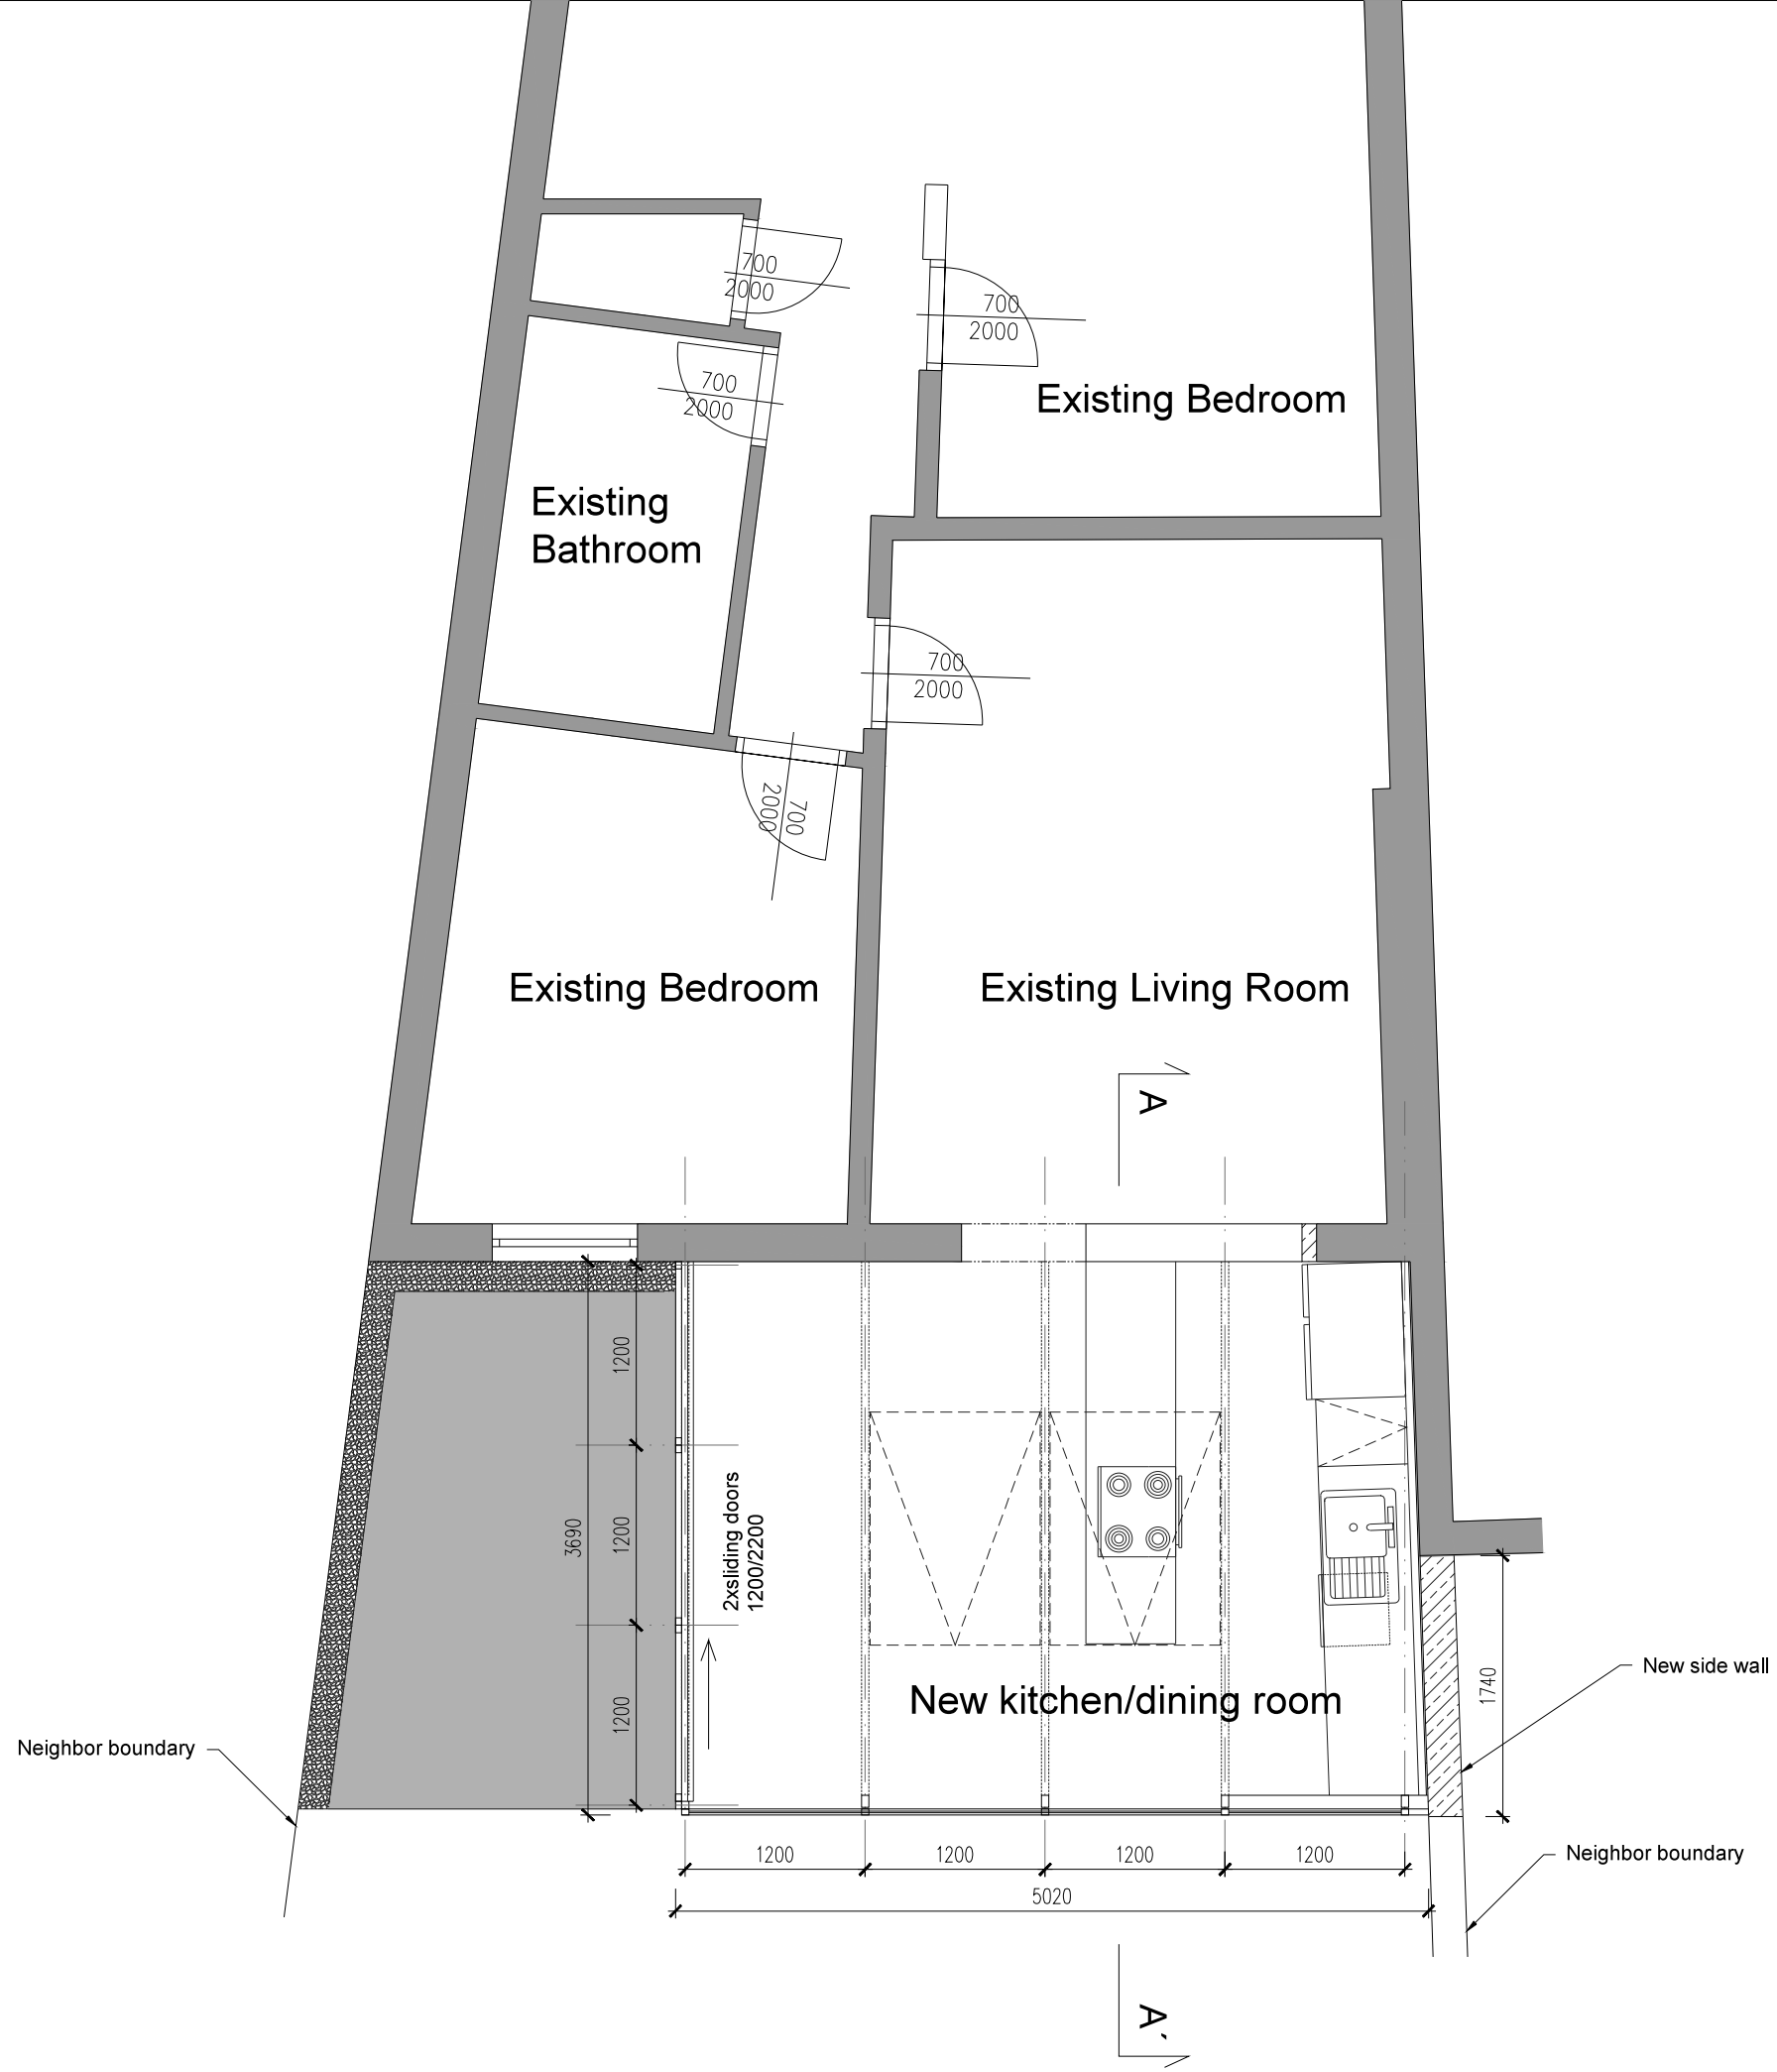 700
2000
700
2000
700
2000
Existing Bedroom
Existing
Bathroom
700
2000
700
2000
Existing Bedroom
Existing Living Room
A
1200
1200
3690
1200
2xsliding doors
1200/2200
New kitchen/dining room
1740
New side wall
Neighbor boundary
Neighbor boundary
1200
1200
1200
1200
5020
A´